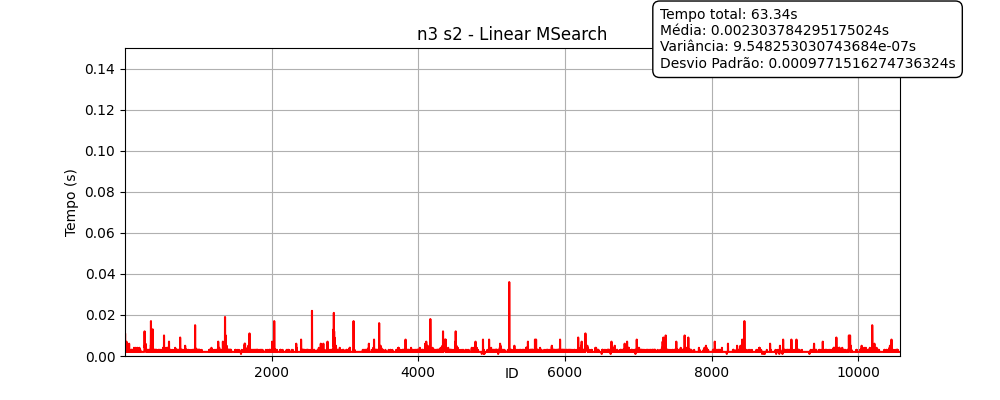 Tempo total: 63.34s
Média: 0.002303784295175024s
Variância: 9.548253030743684e-07s
Desvio Padrão: 0.0009771516274736324s
n3 s2 - Linear MSearch
0.14
0.12
0.10
0.08
0.06
0.04
0.02
0.00
Tempo (s)
2000
4000
6000
8000
10000
ID